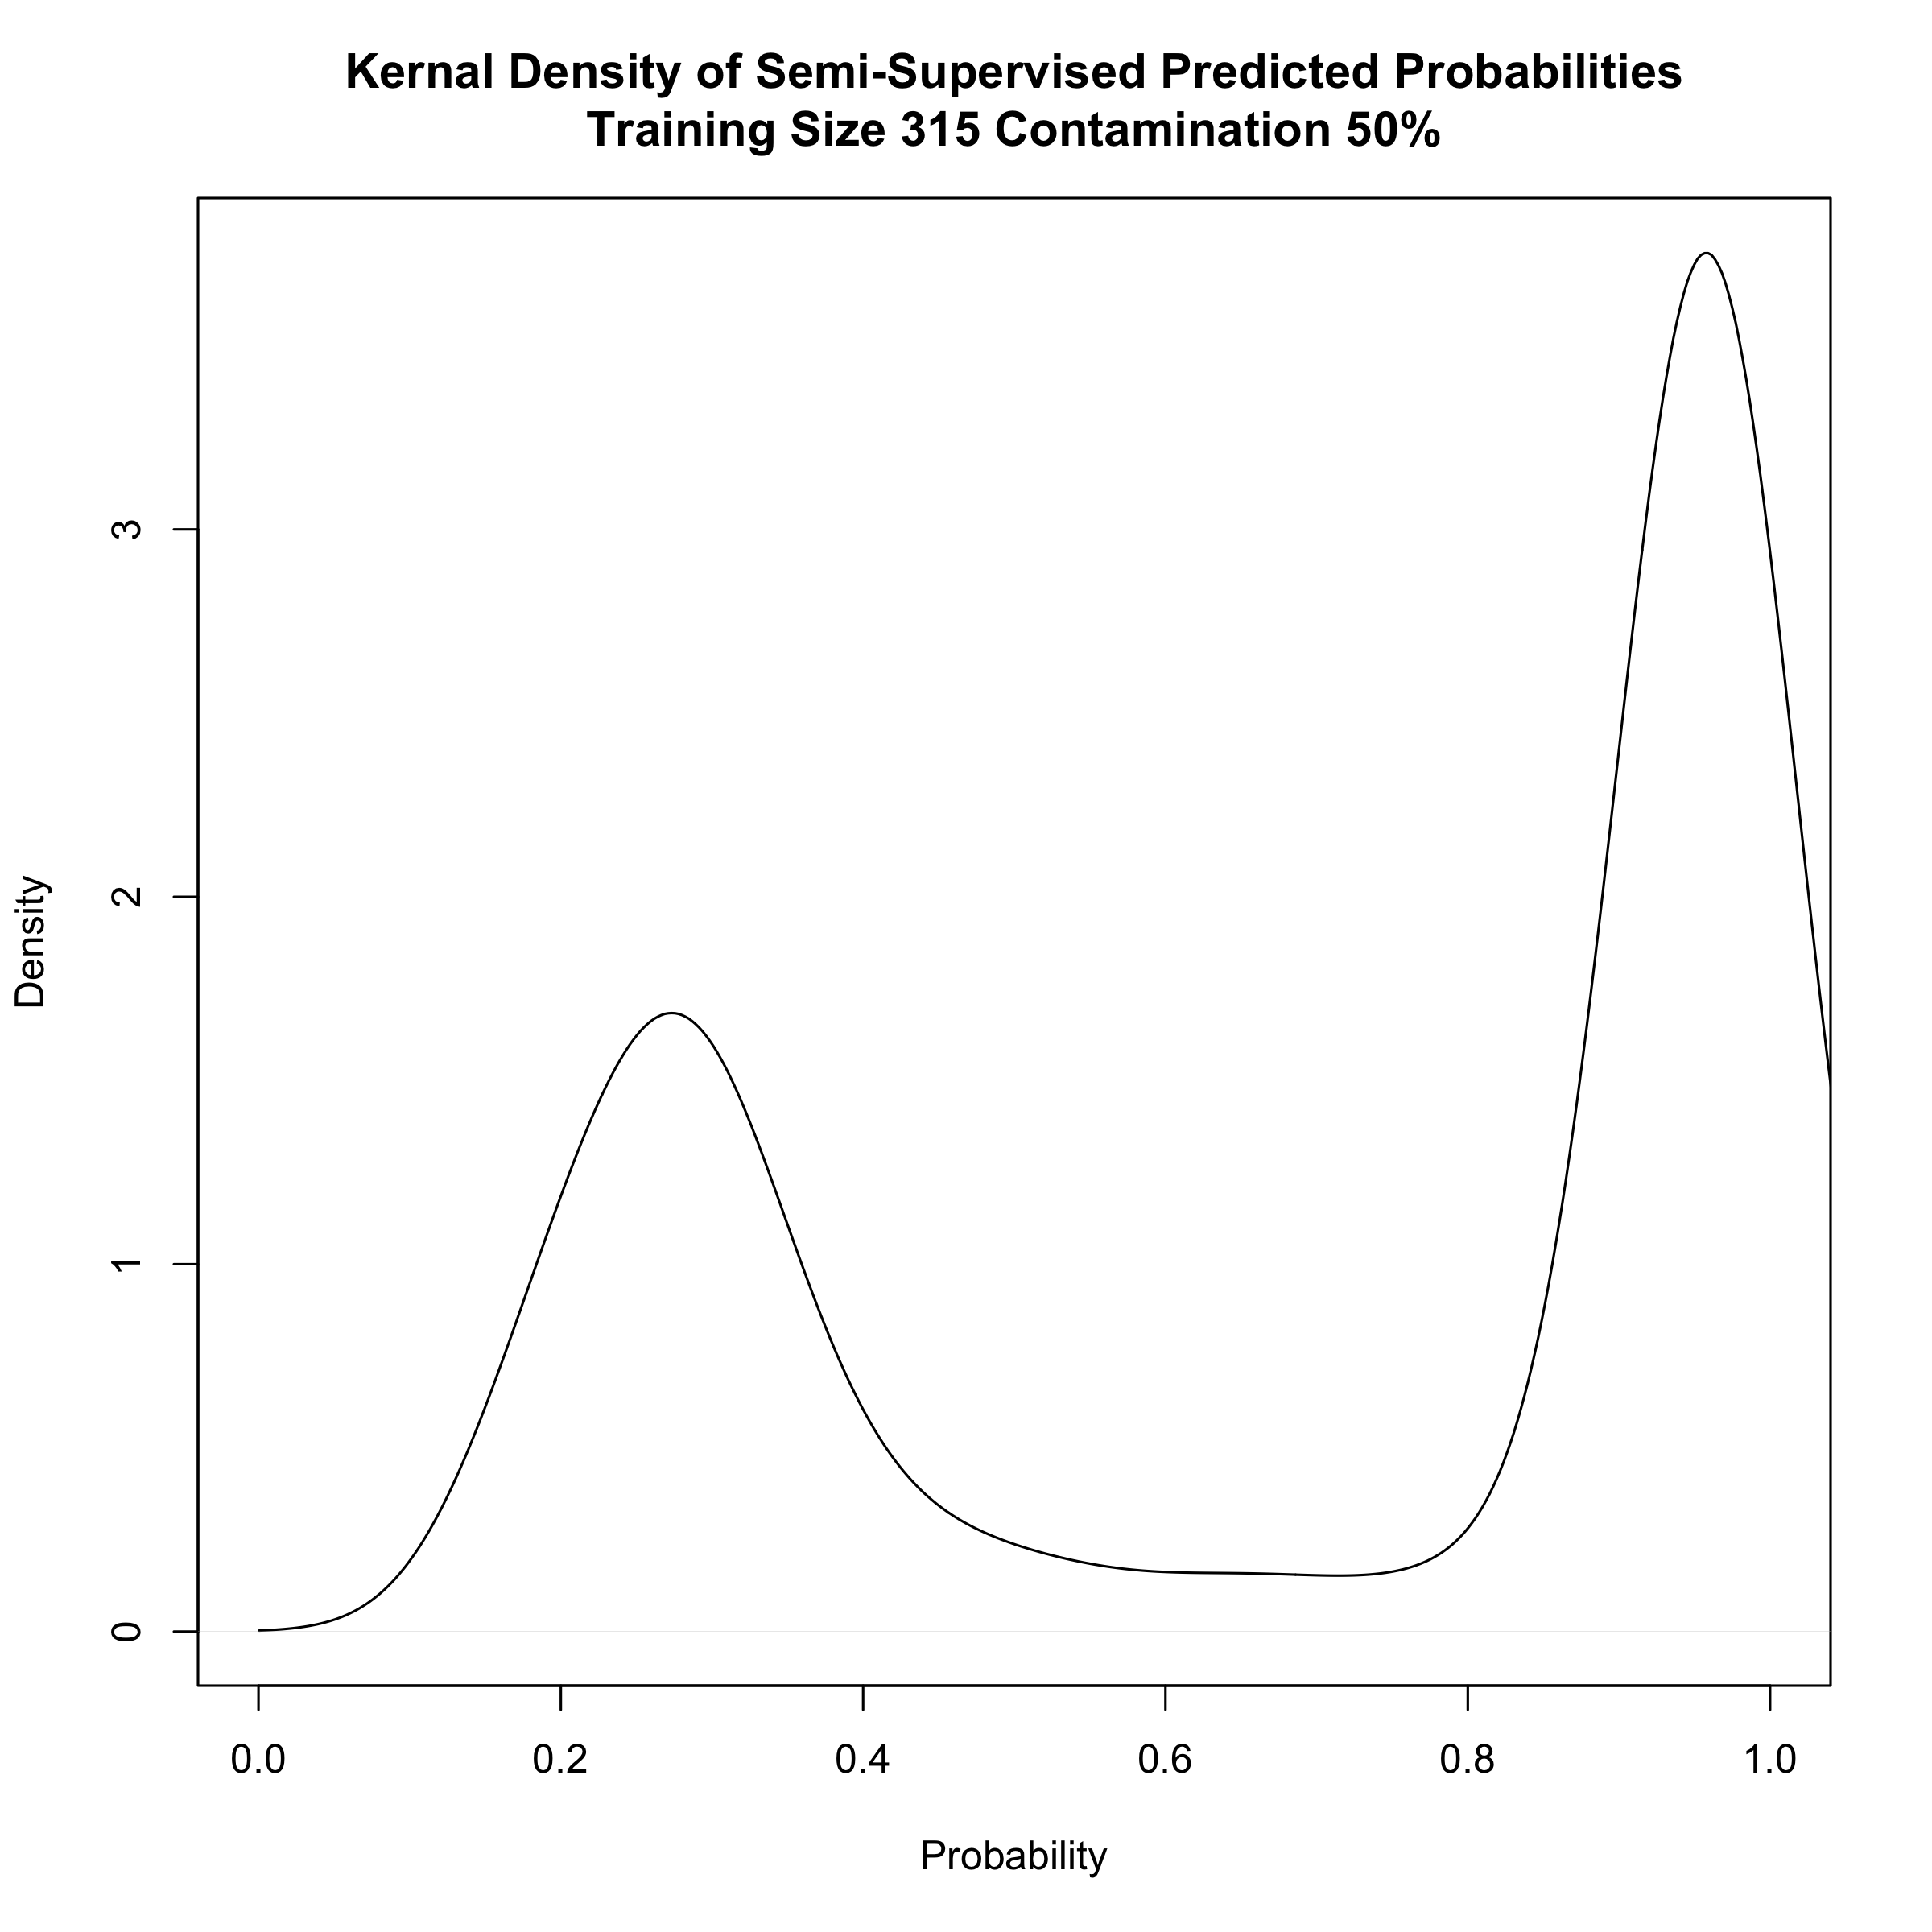 Kernal Density of Semi-Supervised Predicted Probabilities
Training Size 315 Contamination 50%
3
2
1
0
Density
0.0 0.2 0.4 0.6 0.8 1.0
Probability